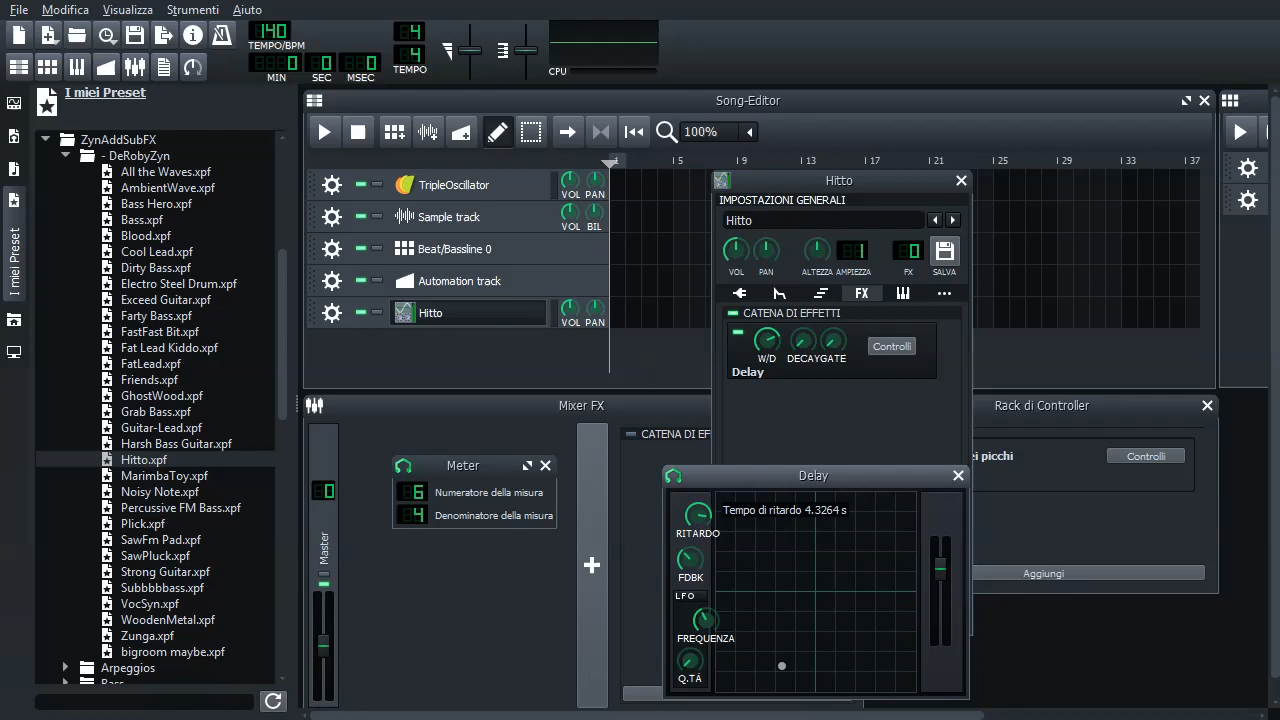 File Modifica Visualizza Strumenti Aiuto
140
TEMPO/BPM
0 0 0
MIN SEC MSEC
4
4
TEMPO
CPU
I miei Preset
I miei Preset
ZynAddSubFX
- DeRobyZyn
All the Waves.xpf
AmbientWave.xpf
Bass Hero.xpf
Bass.xpf
Blood.xpf
Cool Lead.xpf
Dirty Bass.xpf
Electro Steel Drum.xpf
Exceed Guitar.xpf
Farty Bass.xpf
FastFast Bit.xpf
Fat Lead Kiddo.xpf
FatLead.xpf
Friends.xpf
GhostWood.xpf
Grab Bass.xpf
Guitar-Lead.xpf
Harsh Bass Guitar.xpf
Hitto.xpf
MarimbaToy.xpf
Noisy Note.xpf
Percussive FM Bass.xpf
Plick.xpf
SawFm Pad.xpf
SawPluck.xpf
Strong Guitar.xpf
Subbbbbass.xpf
VocSyn.xpf
WoodenMetal.xpf
Zunga.xpf
bigroom maybe.xpf
Arpeggios
Song-Editor
100%
1 5 9 13 17 21 25 29 33 37
TripleOscillator VOL PAN
Sample track VOL BIL
Beat/Bassline 0
Automation track
Hitto VOL PAN
Hitto
IMPOSTAZIONI GENERALI
Hitto
1 0
VOL PAN ALTEZZA AMPIEZZA FX SALVA
FX
CATENA DI EFFETTI
W/D DECAY GATE Controlli
Delay
Mixer FX
0
Master
CATENA DI EFF
Meter
6 Numeratore della misura
4 Denominatore della misura
Delay
Tempo di ritardo 4.3264 s
RITARDO
FDBK
LFO
FREQUENZA
Q.TÁ
Rack di Controller
ei picchi
Controlli
Aggiungi